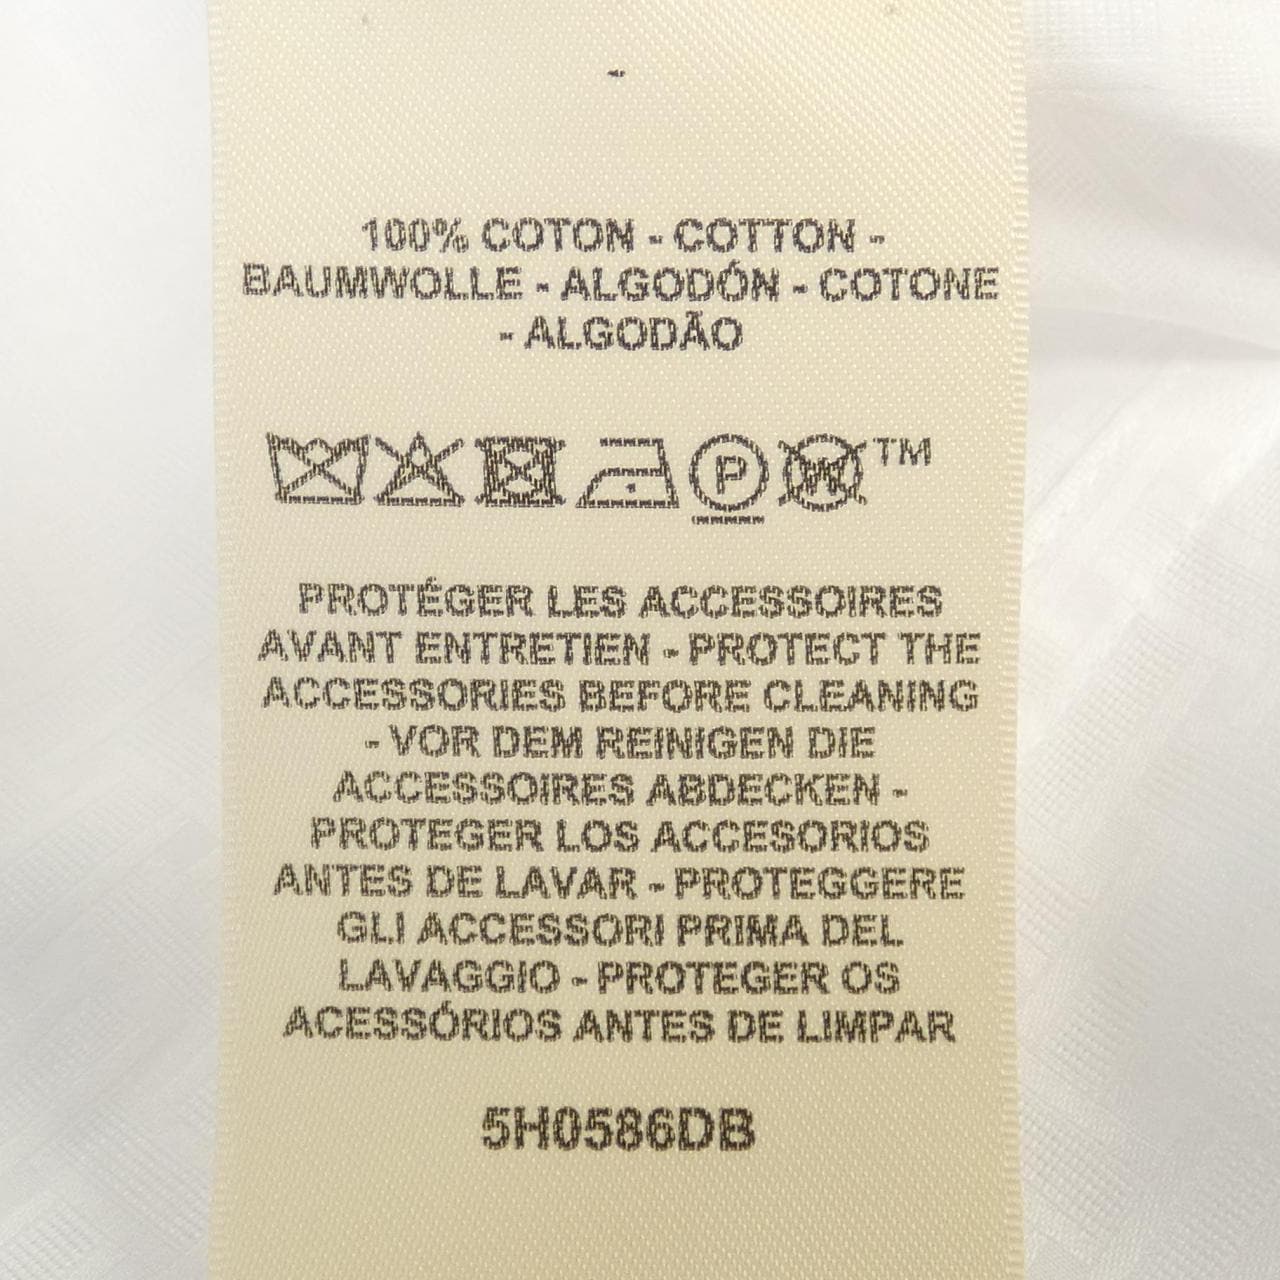 100% COTON - COTTON -
BAUMWOLLE - ALGODÓN - COTONE
- ALGODÃO
P W TM
PROTÉGER LES ACCESSOIRES
AVANT ENTRETIEN - PROTECT THE
ACCESSORIES BEFORE CLEANING
- VOR DEM REINIGEN DIE
ACCESSOIRES ABDECKEN -
PROTEGER LOS ACCESORIOS
ANTES DE LAVAR - PROTEGGERE
GLI ACCESSORI PRIMA DEL
LAVAGGIO - PROTEGER OS
ACESSÓRIOS ANTES DE LIMPAR
5H0586DB